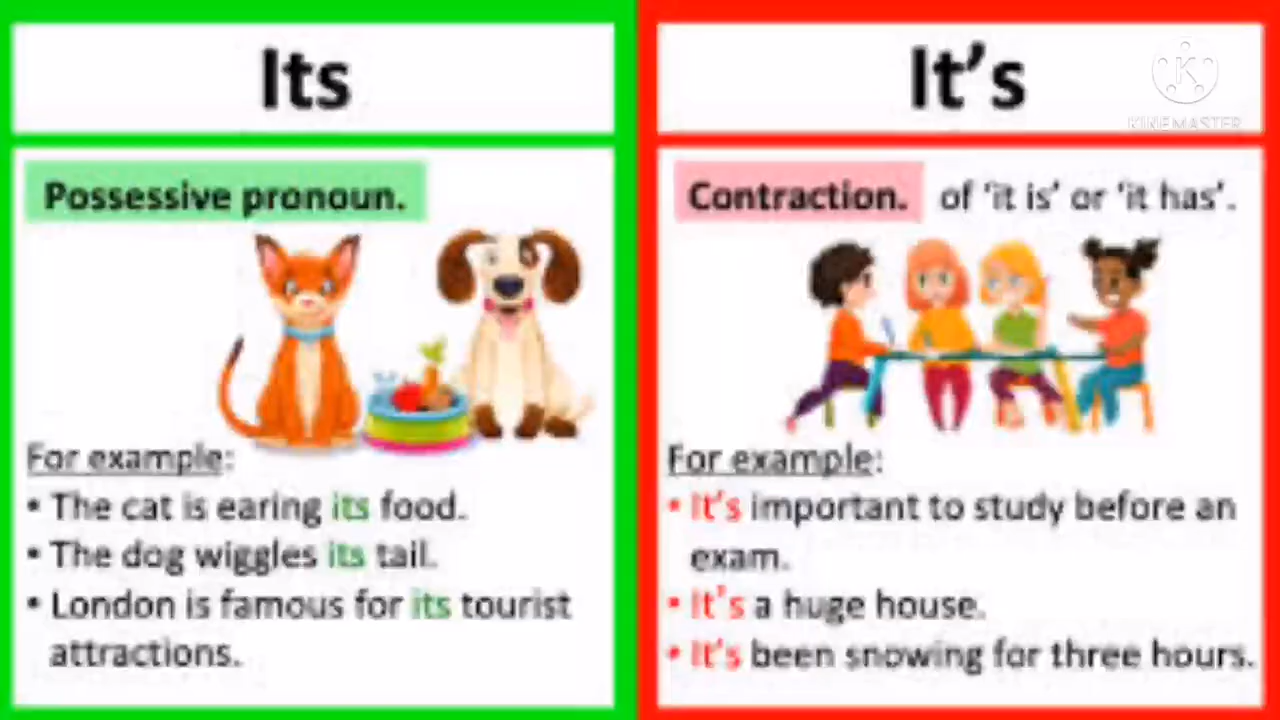 Its
Possessive pronoun.
For example:
• The cat is earing its food.
• The dog wiggles its tail.
• London is famous for its tourist
attractions.
It's
KINEMASTER
Contraction. of ‘it is’ or ‘it has’.
For example:
• It's important to study before an
exam.
• It's a huge house.
• It's been snowing for three hours.